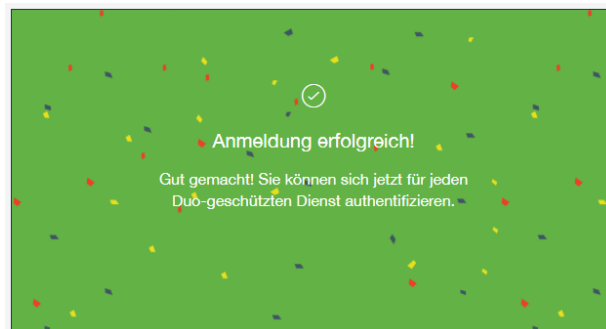 Anmeldung erfolgreich!
Gut gemacht! Sie können sich jetzt für jeden
Duo-geschützten Dienst authentifizieren.